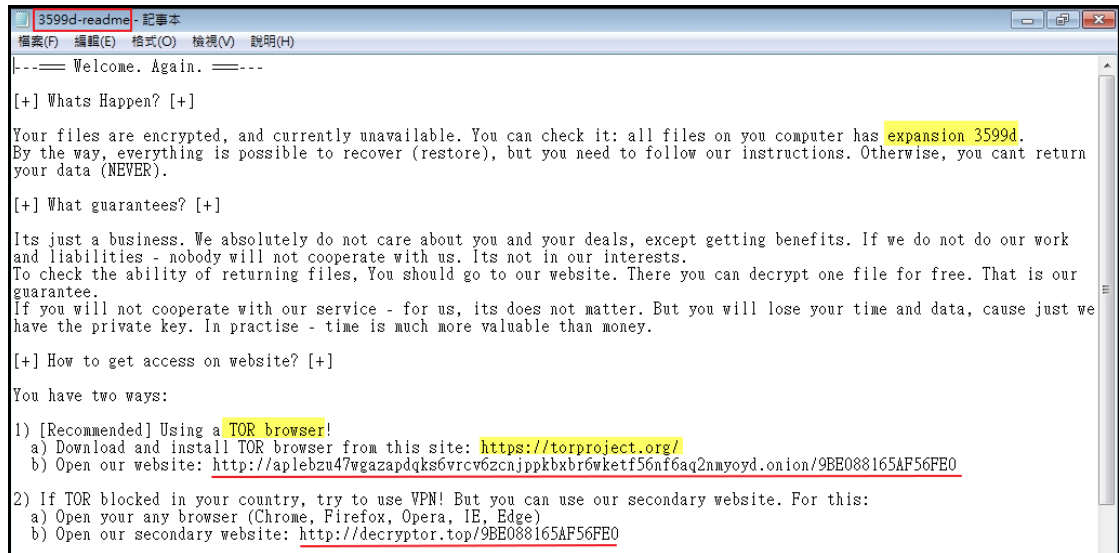 3599d-readme - 記事本
檔案(F) 編輯(E) 格式(O) 檢視(V) 說明(H)
---=== Welcome. Again. ===---
[+] Whats Happen? [+]
Your files are encrypted, and currently unavailable. You can check it: all files on you computer has expansion 3599d.
By the way, everything is possible to recover (restore), but you need to follow our instructions. Otherwise, you cant return
your data (NEVER).
[+] What guarantees? [+]
Its just a business. We absolutely do not care about you and your deals, except getting benefits. If we do not do our work
and liabilities - nobody will not cooperate with us. Its not in our interests.
To check the ability of returning files, You should go to our website. There you can decrypt one file for free. That is our
guarantee.
If you will not cooperate with our service - for us, its does not matter. But you will lose your time and data, cause just we
have the private key. In practise - time is much more valuable than money.
[+] How to get access on website? [+]
You have two ways:
1) [Recommended] Using a TOR browser!
a) Download and install TOR browser from this site: https://torproject.org/
b) Open our website: http://aplebzu47wgazapdqks6vrcv6zcnjppkbxbr6wketf56nf6aq2nmyoyd.onion/9BE088165AF56FE0
2) If TOR blocked in your country, try to use VPN! But you can use our secondary website. For this:
a) Open your any browser (Chrome, Firefox, Opera, IE, Edge)
b) Open our secondary website: http://decryptor.top/9BE088165AF56FE0